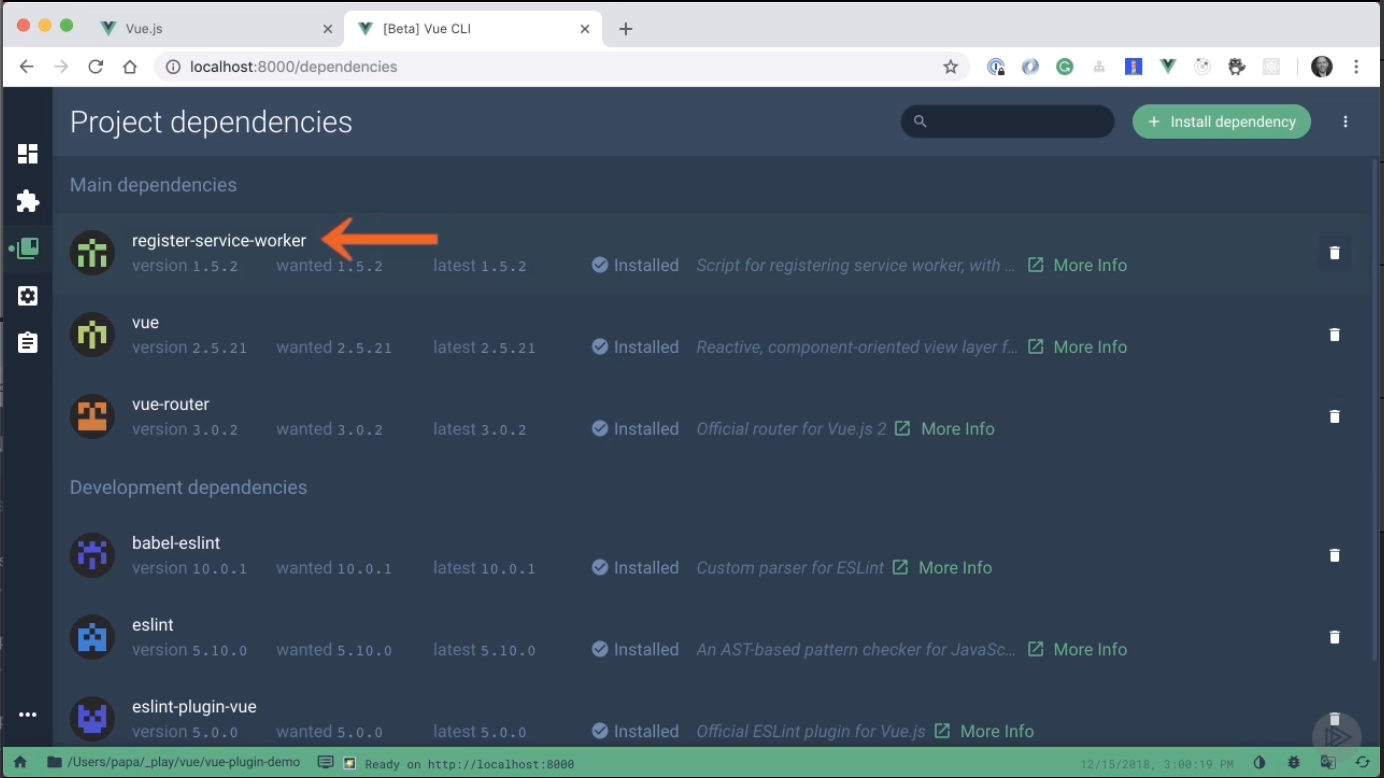 Vue.js
[Beta] Vue CLI
localhost:8000/dependencies
Project dependencies
Install dependency
Main dependencies
register-service-worker
version 1.5.2 wanted 1.5.2 latest 1.5.2 Installed Script for registering service worker, with ... More Info
vue
version 2.5.21 wanted 2.5.21 latest 2.5.21 Installed Reactive, component-oriented view layer f... More Info
vue-router
version 3.0.2 wanted 3.0.2 latest 3.0.2 Installed Official router for Vue.js 2 More Info
Development dependencies
babel-eslint
version 10.0.1 wanted 10.0.1 latest 10.0.1 Installed Custom parser for ESLint More Info
eslint
version 5.10.0 wanted 5.10.0 latest 5.10.0 Installed An AST-based pattern checker for JavaSc... More Info
eslint-plugin-vue
version 5.0.0 wanted 5.0.0 latest 5.0.0 Installed Official ESLint plugin for Vue.js More Info
/Users/papa/_play/vue/vue-plugin-demo Ready on http://localhost:8000 12/15/2018, 3:00:19 PM